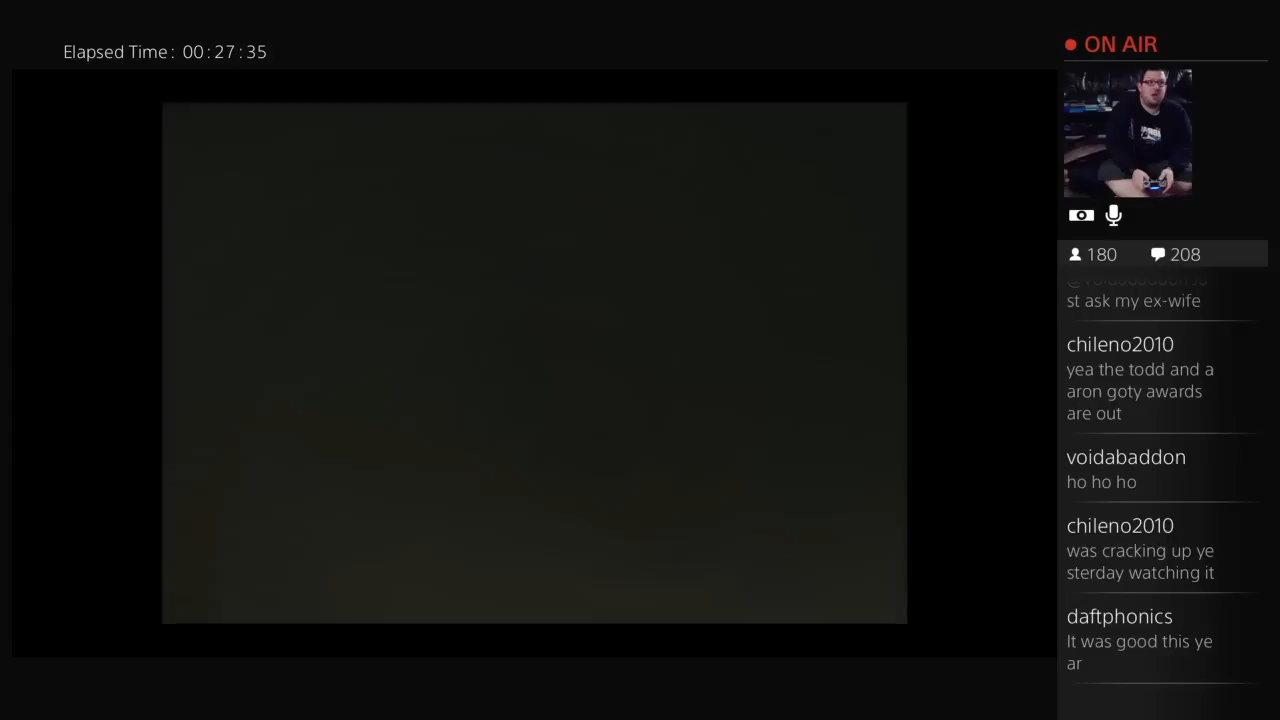 Elapsed Time: 00:27:35
ON AIR
180 208
st ask my ex-wife
chileno2010
yea the todd and a
aron goty awards
are out
voidabaddon
ho ho ho
chileno2010
was cracking up ye
sterday watching it
daftphonics
It was good this ye
ar